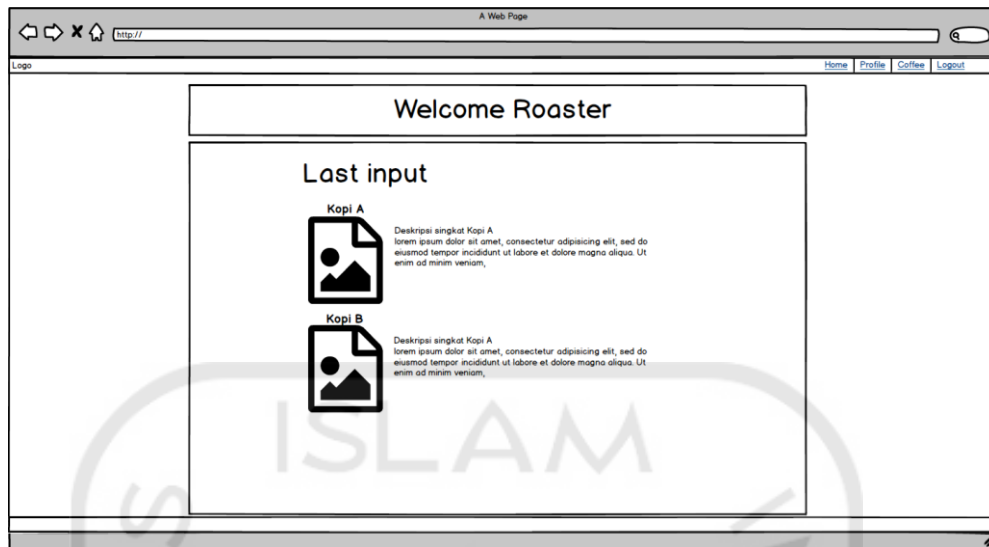 A Web Page
http://
Logo
Home Profile Coffee Logout
Welcome Roaster
Last input
Kopi A
Deskripsi singkat Kopi A
lorem ipsum dolor sit amet, consectetur adipisicing elit, sed do
eiusmod tempor incididunt ut labore et dolore magna aliqua. Ut
enim ad minim veniam,
Kopi B
Deskripsi singkat Kopi A
lorem ipsum dolor sit amet, consectetur adipisicing elit, sed do
eiusmod tempor incididunt ut labore et dolore magna aliqua. Ut
enim ad minim veniam,
ISLAM